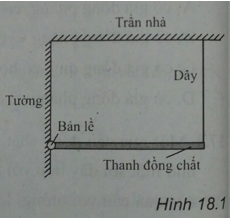 Trần nhà
Dây
Tường
Bản lề
Thanh đồng chất
Hình 18.1